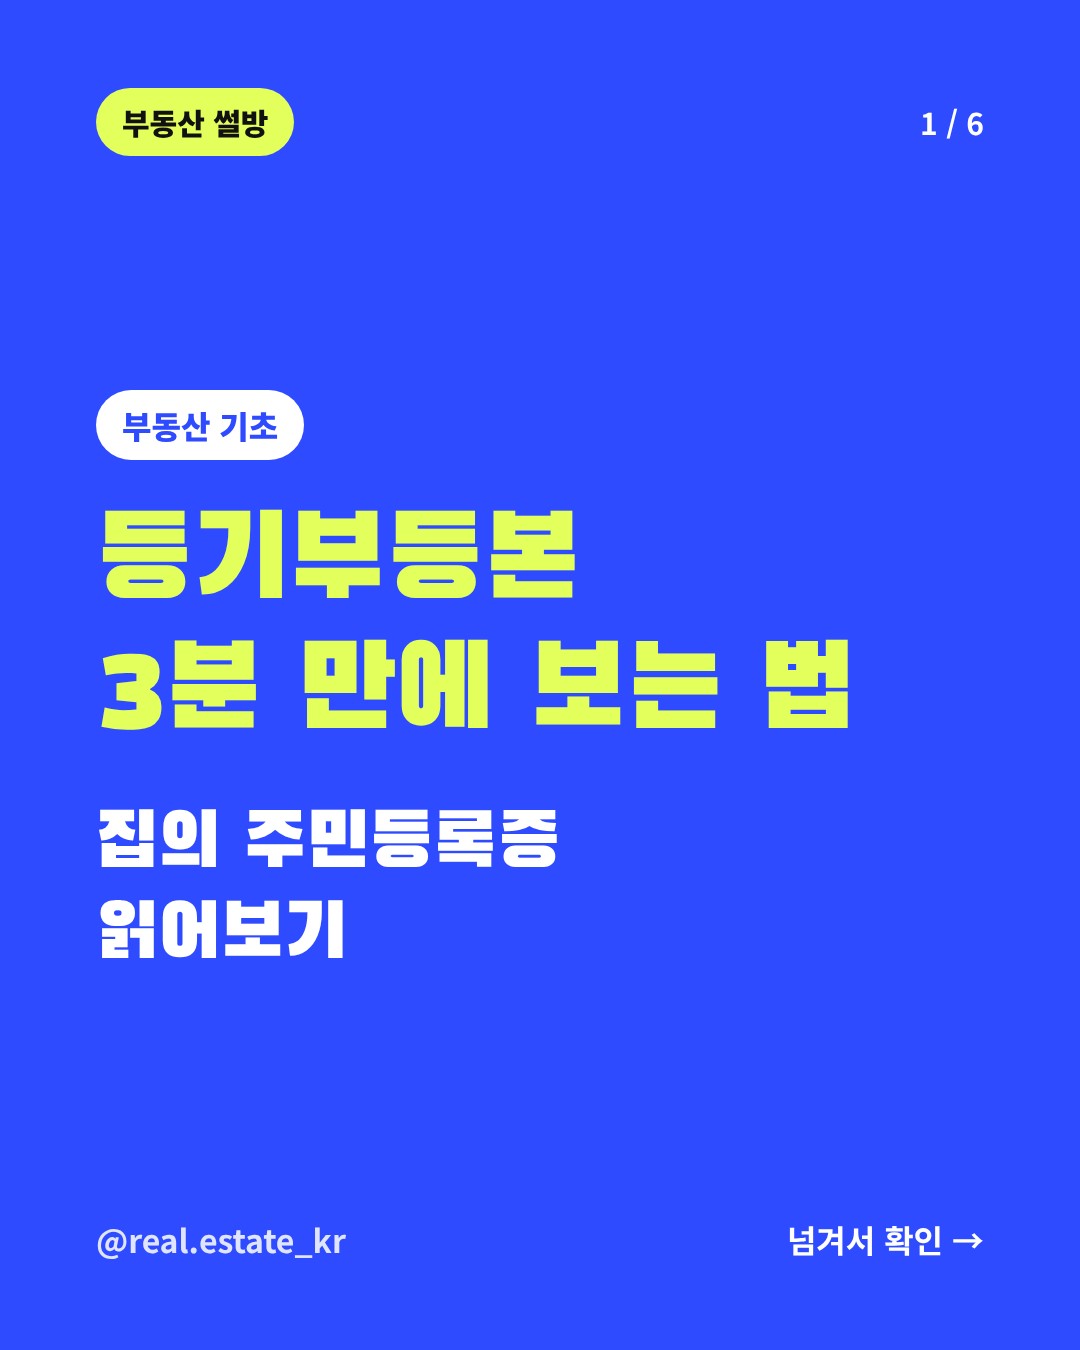 부동산 썰방
1 / 6
부동산 기초
등기부등본
3분 만에 보는 법
집의 주민등록증
읽어보기
@real.estate_kr
넘겨서 확인 →